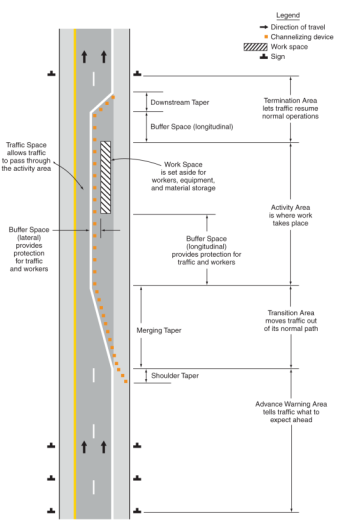 Legend
Direction of travel
Channelizing device
Work space
Sign
Downstream Taper
Buffer Space (longitudinal)
Termination Area
lets traffic resume
normal operations
Traffic Space
allows traffic
to pass through
the activity area
Work Space
is set aside for
workers, equipment,
and material storage
Activity Area
is where work
takes place
Buffer Space
(lateral)
provides
protection
for traffic
and workers
Buffer Space
(longitudinal)
provides protection for
traffic and workers
Transition Area
moves traffic out
of its normal path
Merging Taper
Shoulder Taper
Advance Warning Area
tells traffic what to
expect ahead